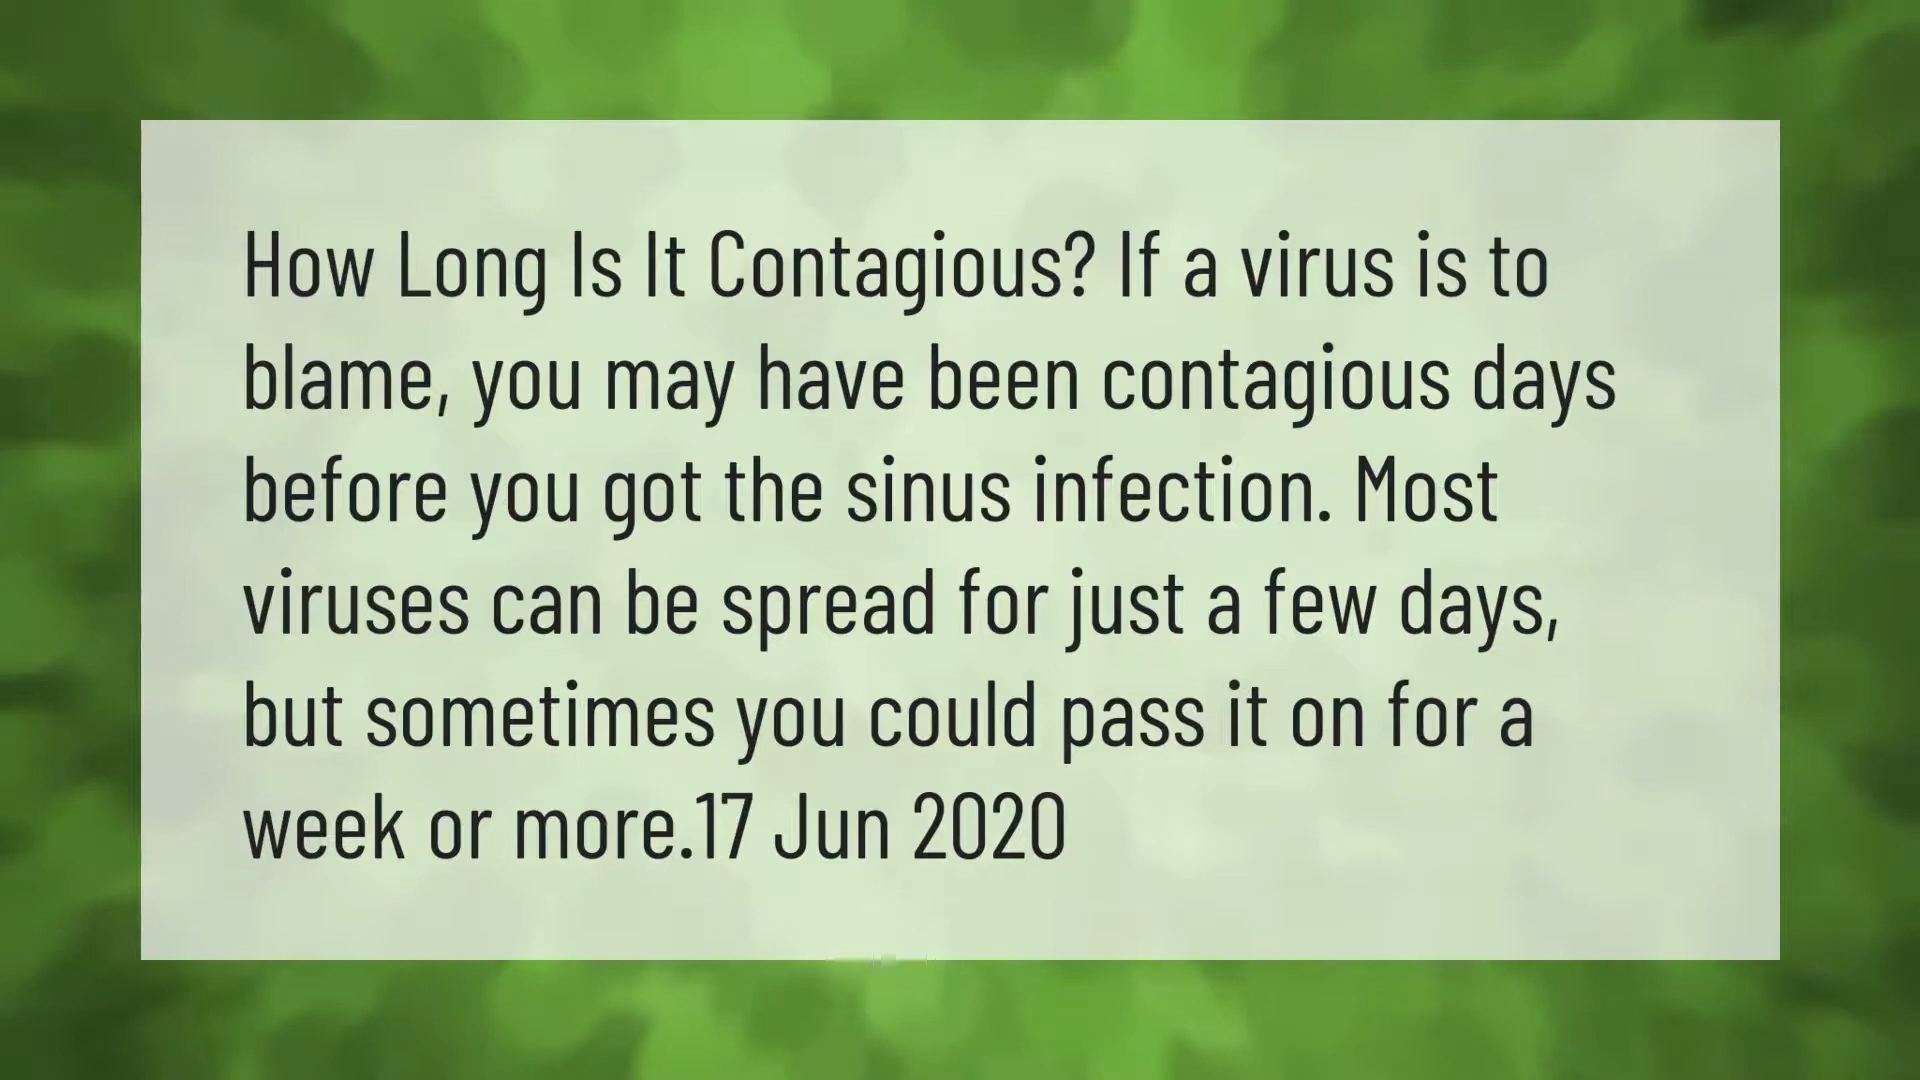 How Long Is It Contagious? If a virus is to
blame, you may have been contagious days
before you got the sinus infection. Most
viruses can be spread for just a few days,
but sometimes you could pass it on for a
week or more.17 Jun 2020